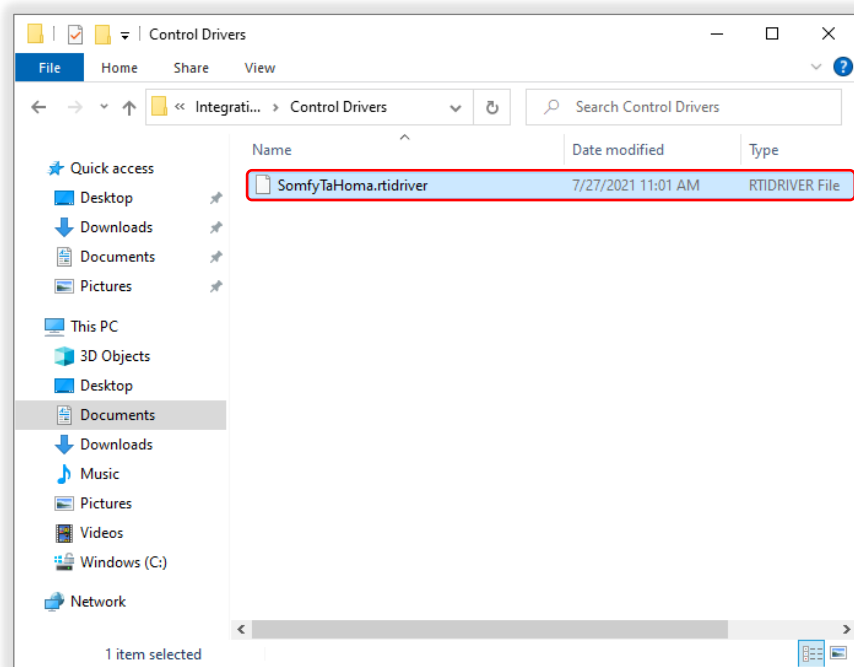 Control Drivers
File Home Share View
Integrati... Control Drivers Search Control Drivers
Name Date modified Type
SomfyTaHoma.rtidriver 7/27/2021 11:01 AM RTIDRIVER File
Quick access
Desktop
Downloads
Documents
Pictures
This PC
3D Objects
Desktop
Documents
Downloads
Music
Pictures
Videos
Windows (C:)
Network
1 item selected